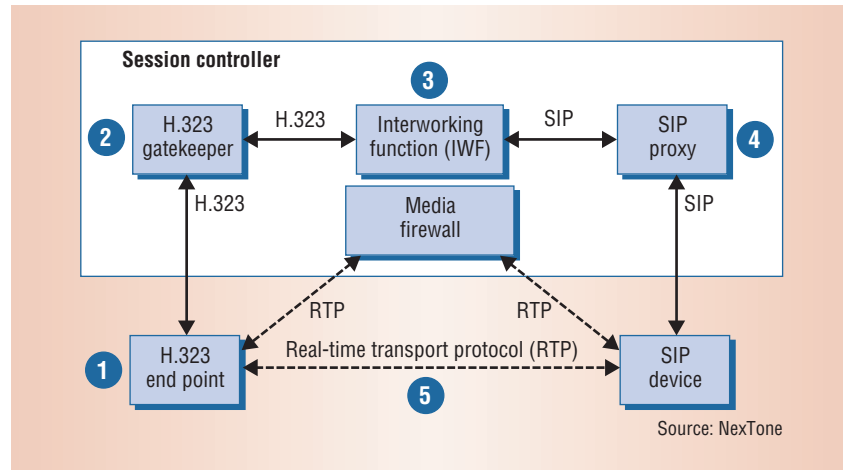 Session controller
3
2
H.323
gatekeeper
H.323
Interworking
function (IWF)
SIP
SIP
proxy
4
H.323
Media
firewall
SIP
RTP
RTP
1
H.323
end point
Real-time transport protocol (RTP)
5
SIP
device
Source: NexTone